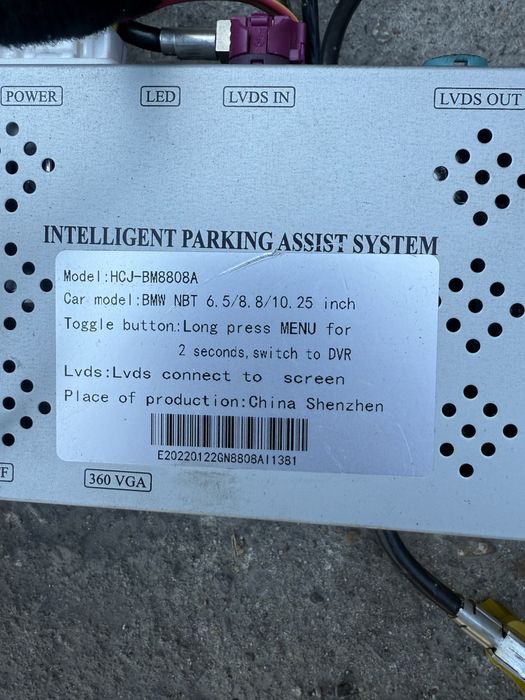 POWER
LED
LVDS IN
LVDS OUT
INTELLIGENT PARKING ASSIST SYSTEM
Model:HCJ-BM8808A
Car model:BMW NBT 6.5/8.8/10.25 inch
Toggle button:Long press MENU for
2 seconds,switch to DVR
Lvds:Lvds connect to screen
Place of production:China Shenzhen
E20220122GN8808AI1381
F
360 VGA